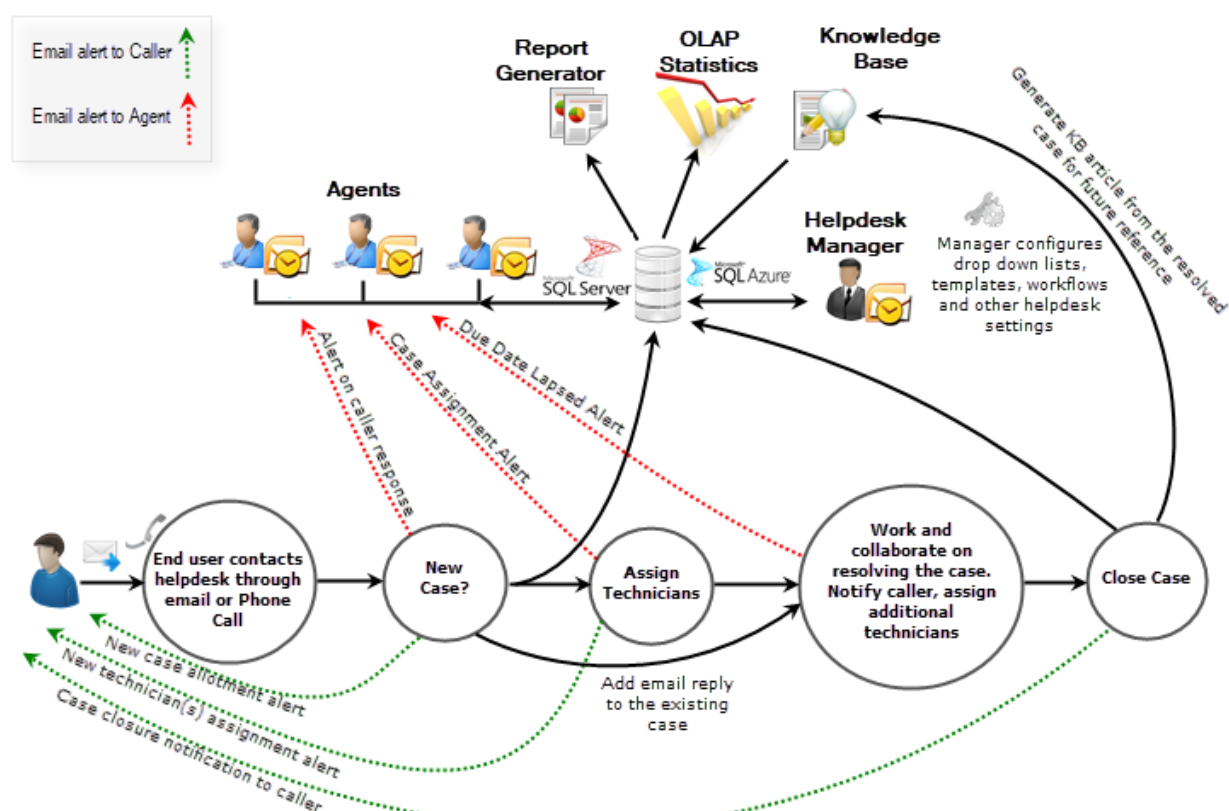 Email alert to Caller
Email alert to Agent
Report
Generator
OLAP
Statistics
Knowledge
Base
Generate KB article from the resolved
case for future reference
Agents
Helpdesk
Manager
Manager configures
drop down lists,
templates, workflows
and other helpdesk
settings
Microsoft
SQL Server
Microsoft
SQL Azure
Alert on caller response
Case Assignment Alert
Due Date Lapsed Alert
End user contacts
helpdesk through
email or Phone
Call
New
Case?
Assign
Technicians
Work and
collaborate on
resolving the case.
Notify caller, assign
additional
technicians
Close Case
Add email reply
to the existing
case
New case allotment alert
New technician(s) assignment alert
Case closure notification to caller